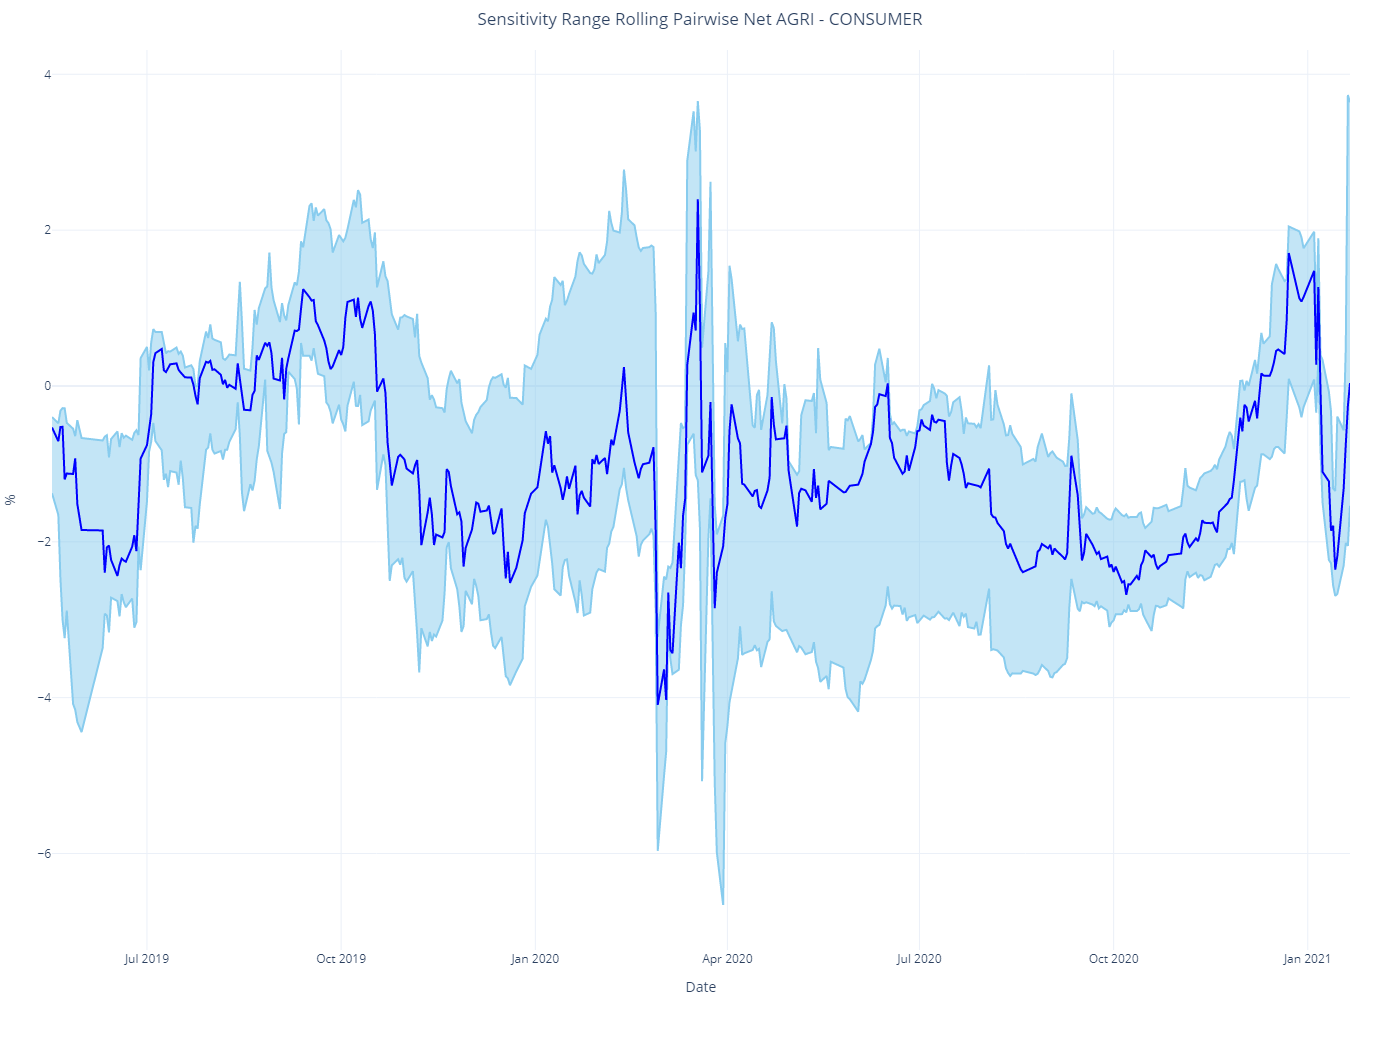 Sensitivity Range Rolling Pairwise Net AGRI - CONSUMER
4
2
0
−2
−4
−6
%
Jul 2019
Oct 2019
Jan 2020
Apr 2020
Jul 2020
Oct 2020
Jan 2021
Date